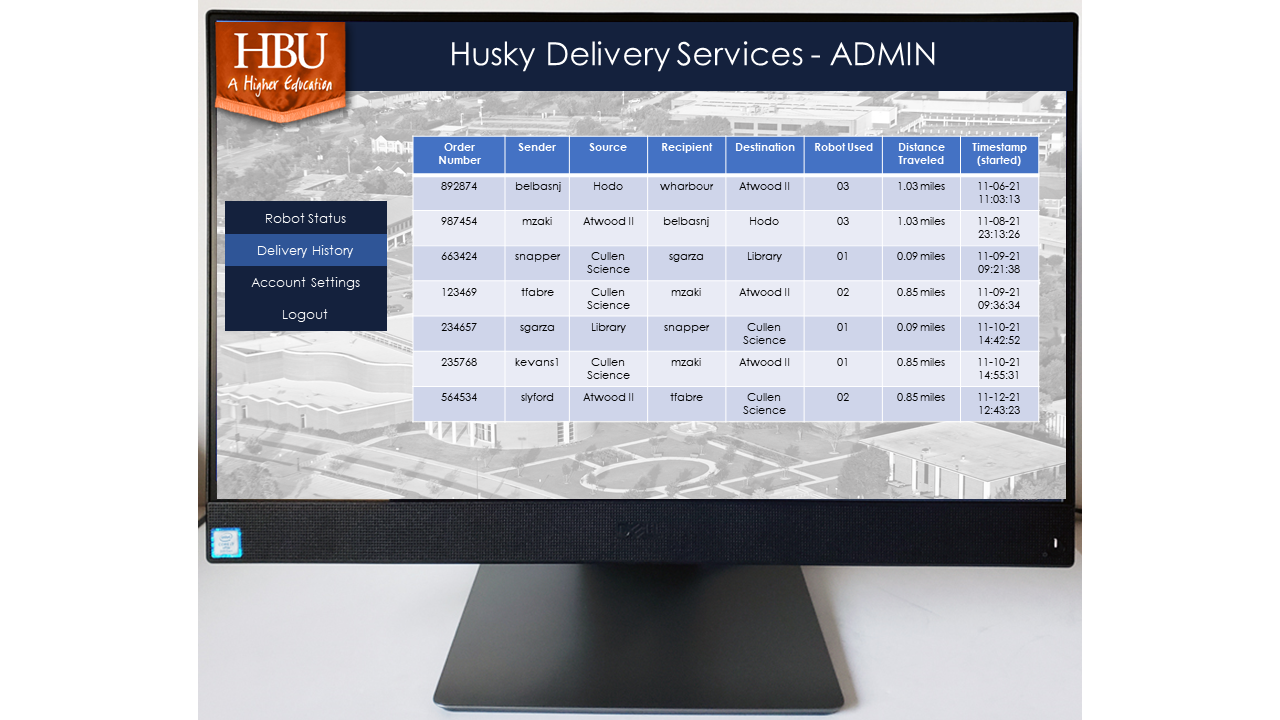 HBU
A Higher Education
Husky Delivery Services - ADMIN
Robot Status
Delivery History
Account Settings
Logout
Order Number Sender Source Recipient Destination Robot Used Distance Traveled Timestamp (started)
892874 belbasnj Hodo wharbour Atwood II 03 1.03 miles 11-06-21 11:03:13
987454 mzaki Atwood II belbasnj Hodo 03 1.03 miles 11-08-21 23:13:26
663424 snapper Cullen Science sgarza Library 01 0.09 miles 11-09-21 09:21:38
123469 tfabre Cullen Science mzaki Atwood II 02 0.85 miles 11-09-21 09:36:34
234657 sgarza Library snapper Cullen Science 01 0.09 miles 11-10-21 14:42:52
235768 kevans1 Cullen Science mzaki Atwood II 01 0.85 miles 11-10-21 14:55:31
564534 slyford Atwood II tfabre Cullen Science 02 0.85 miles 11-12-21 12:43:23
DELL